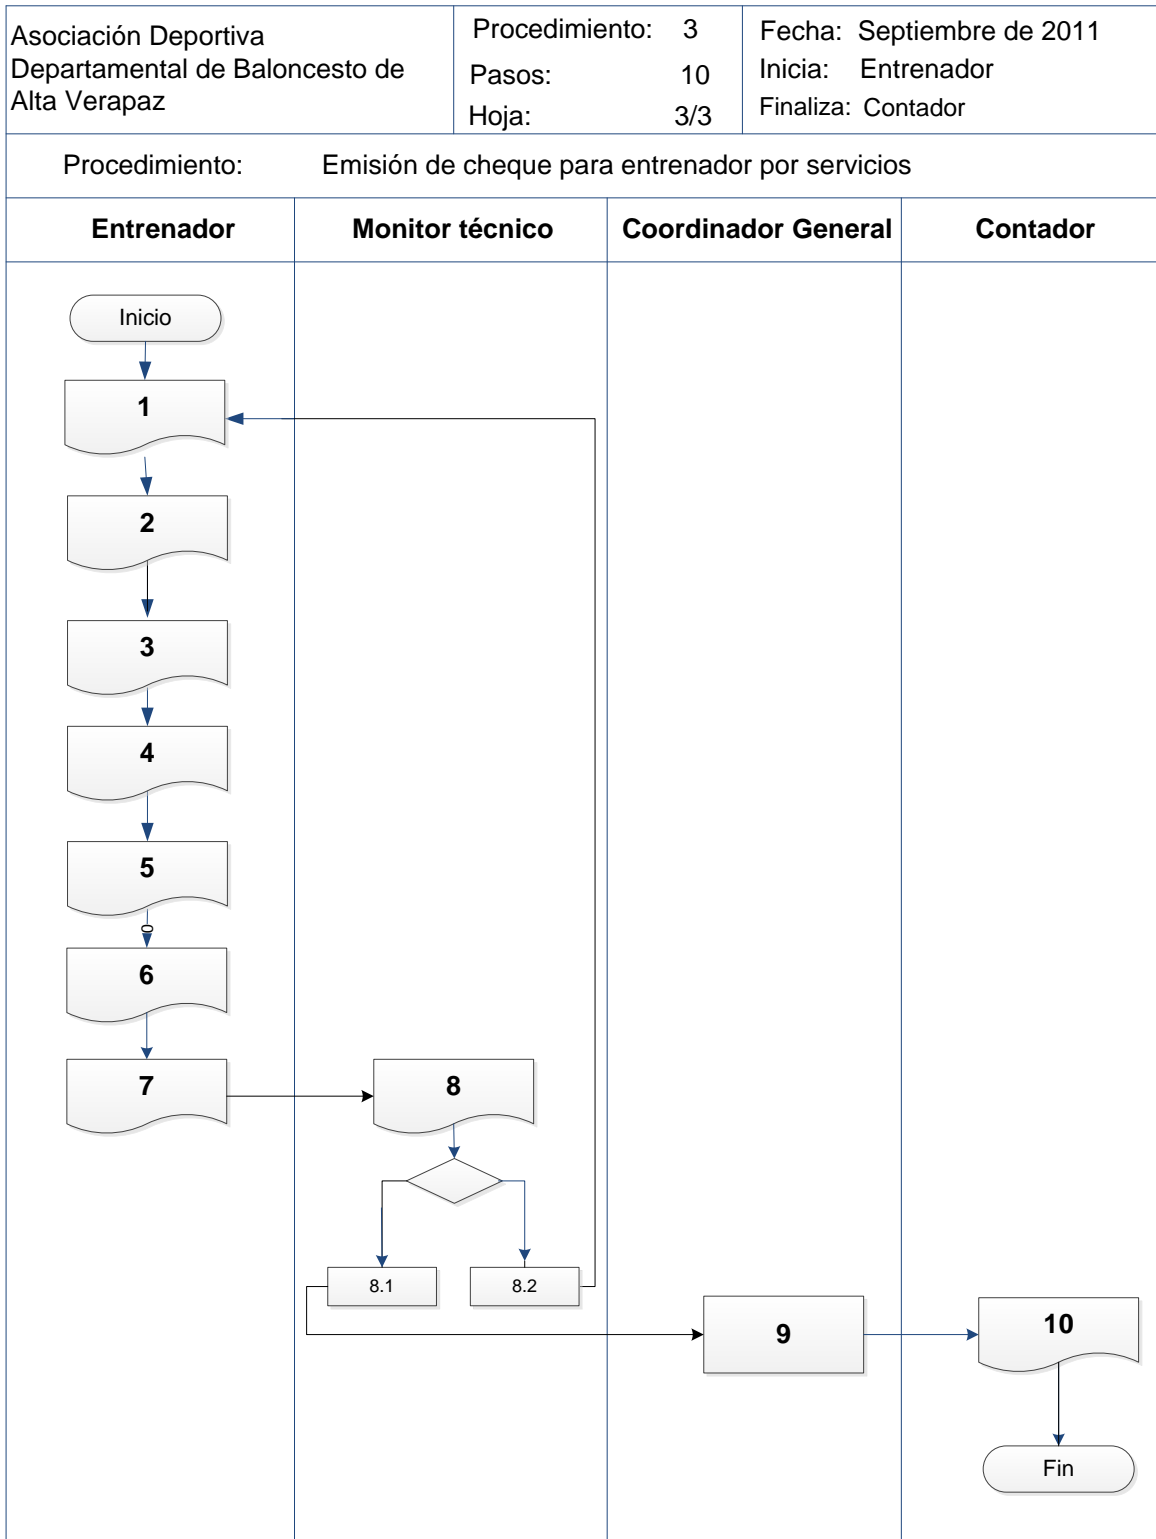 Asociación Deportiva
Departamental de Baloncesto de
Alta Verapaz
Procedimiento: 3
Pasos: 10
Hoja: 3/3
Fecha: Septiembre de 2011
Inicia: Entrenador
Finaliza: Contador
Procedimiento: Emisión de cheque para entrenador por servicios
Entrenador
Monitor técnico
Coordinador General
Contador
Inicio
1
2
3
4
5
0
6
7
8
8.1
8.2
9
10
Fin